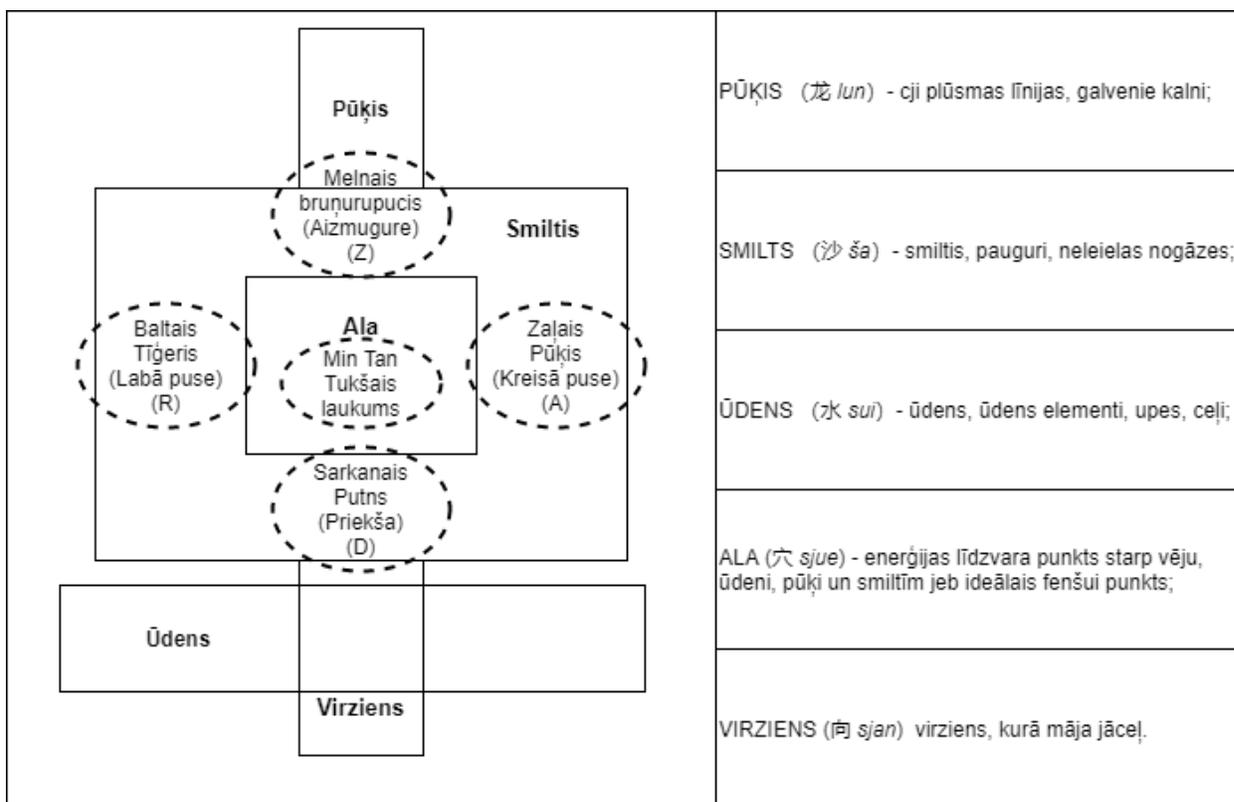 Pūķis
Melnais
bruņurupucis
(Aizmugure)
(Z)
Smiltis
Baltais
Tīģeris
(Labā puse)
(R)
Ala
Min Tan
Tukšais
laukums
Zaļais
Pūķis
(Kreisā puse)
(A)
Sarkanais
Putns
(Priekša)
(D)
Ūdens
Virziens
PŪĶIS (龙 lun) - cji plūsmas līnijas, galvenie kalni;
SMILTS (沙 ša) - smiltis, pauguri, neleielas nogāzes;
ŪDENS (水 sui) - ūdens, ūdens elementi, upes, ceļi;
ALA (穴 sjue) - enerģijas līdzvara punkts starp vēju,
ūdeni, pūķi un smiltīm jeb ideālais fenšui punkts;
VIRZIENS (向 sjan) virziens, kurā māja jāceļ.